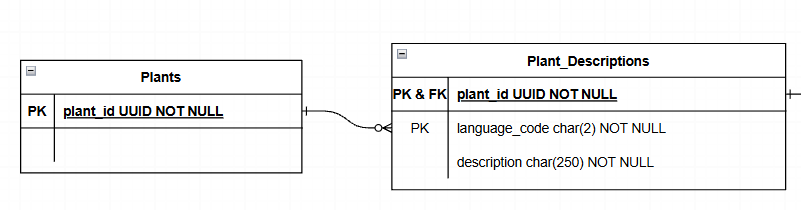 Plants
PK plant_id UUID NOT NULL
Plant_Descriptions
PK & FK plant_id UUID NOT NULL
PK language_code char(2) NOT NULL
description char(250) NOT NULL